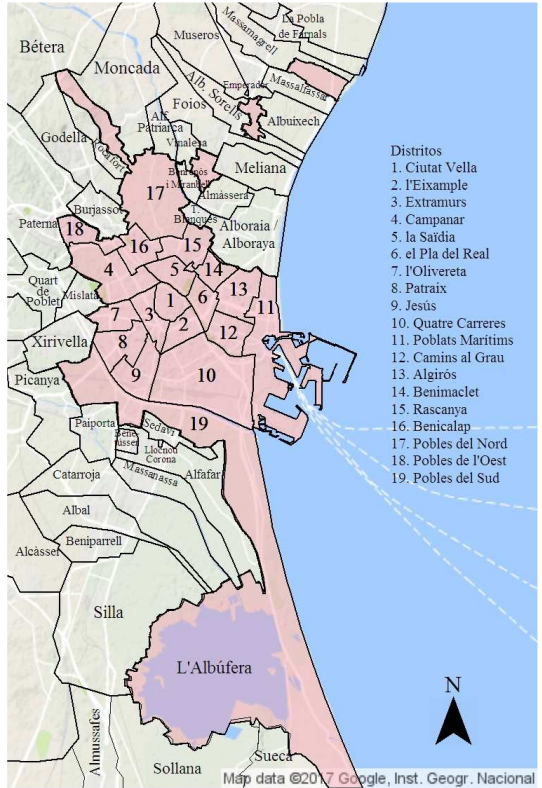 La Pobla
de Farnals
Massamagrell
Museros
Bétera
Moncada
Massalfassar
Emperador
Alb. Sorells
Foios
Albuixech
Alf.
Patriarca
Vinalesa
Godella
Rocafort
Meliana
Bonrepòs
i Mirambell
Almàssera
17
T.
Blanques
Burjassot
Alboraia /
Alboraya
Paterna
18
16
15
4
5
14
13
Quart
de
Poblet
Mislata
6
11
1
3
7
2
12
Xirivella
8
10
9
Picanya
19
Paiporta
Sedaví
Bene-
tússer
Llocnou
Corona
Massanassa
Alfafar
Catarroja
Albal
Beniparrell
Alcàsser
Silla
L'Albúfera
Almussafes
Sollana
Sueca
Distritos
1. Ciutat Vella
2. l'Eixample
3. Extramurs
4. Campanar
5. la Saïdia
6. el Pla del Real
7. l'Olivereta
8. Patraix
9. Jesús
10. Quatre Carreres
11. Poblats Marítims
12. Camins al Grau
13. Algirós
14. Benimaclet
15. Rascanya
16. Benicalap
17. Pobles del Nord
18. Pobles de l'Oest
19. Pobles del Sud
N
Map data ©2017 Google, Inst. Geogr. Nacional